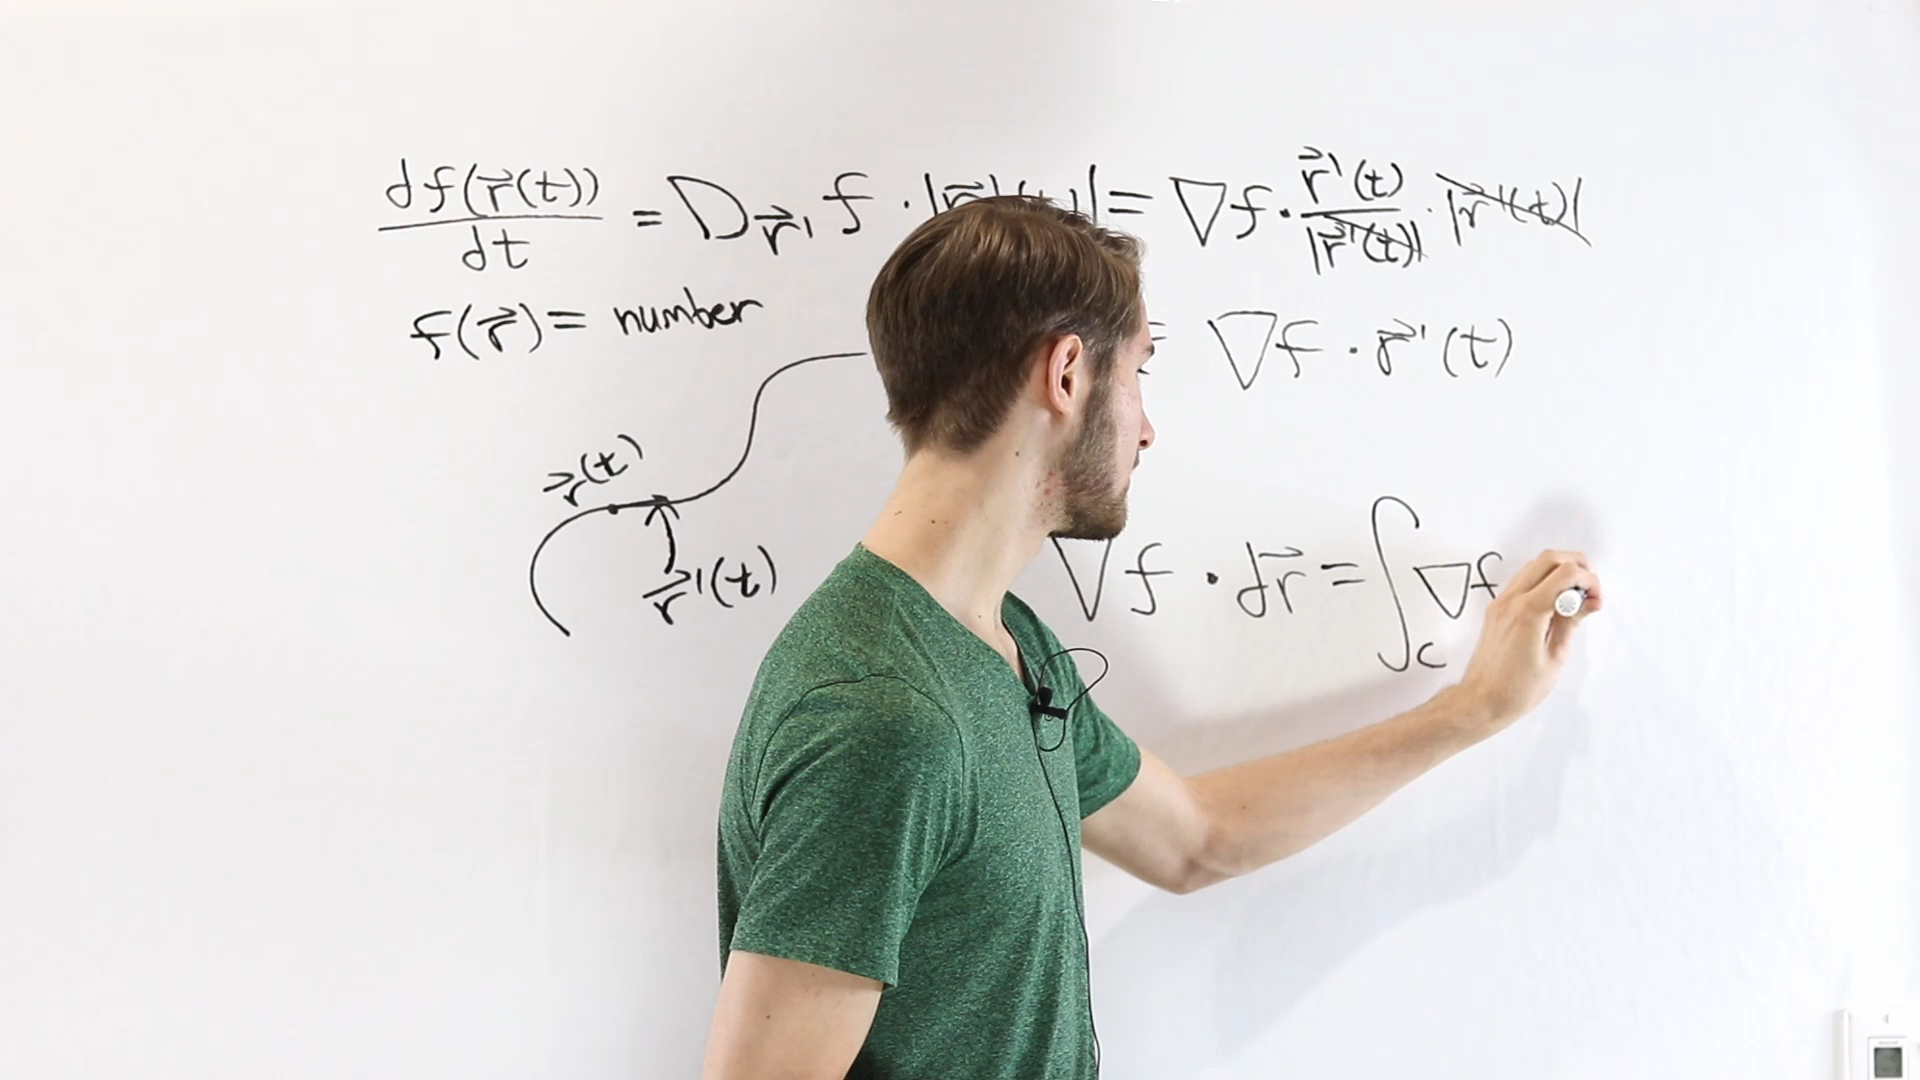 df(r⃗(t))/dt = D_r⃗' f · |r⃗'(t)| = ∇f · r⃗'(t)/|r⃗'(t)| · |r⃗'(t)|
f(r⃗) = number
= ∇f · r⃗'(t)
r⃗(t)
r⃗'(t)
∇f · dr⃗ = ∫_C ∇f